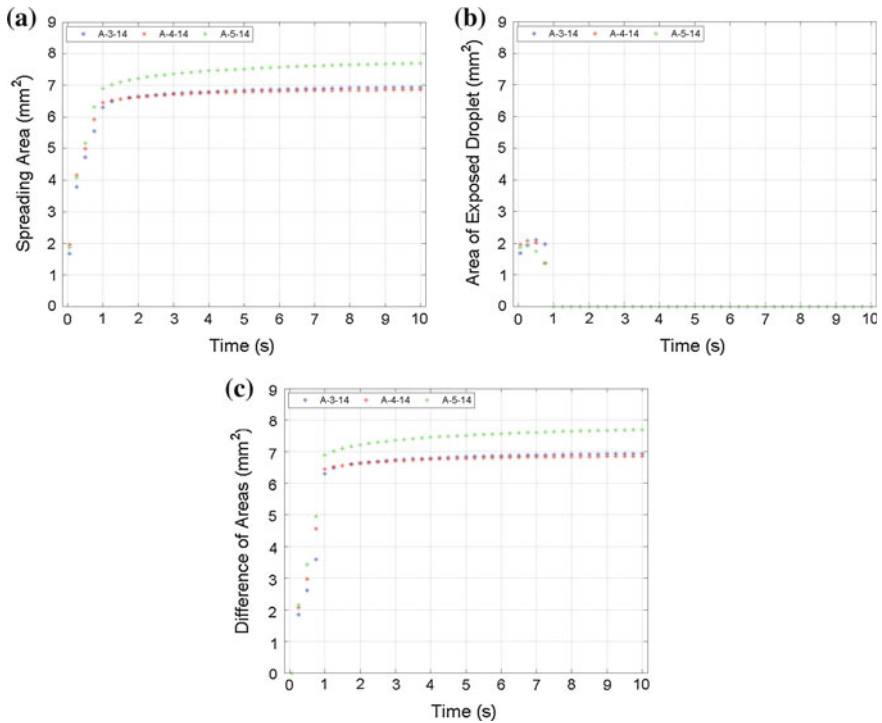 (a)
A-3-14 A-4-14 A-5-14
9
8
7
6
5
4
3
2
1
0
Spreading Area (mm²)
0 1 2 3 4 5 6 7 8 9 10
Time (s)
(b)
A-3-14 A-4-14 A-5-14
9
8
7
6
5
4
3
2
1
0
Area of Exposed Droplet (mm²)
0 1 2 3 4 5 6 7 8 9 10
Time (s)
(c)
A-3-14 A-4-14 A-5-14
9
8
7
6
5
4
3
2
1
0
Difference of Areas (mm²)
0 1 2 3 4 5 6 7 8 9 10
Time (s)